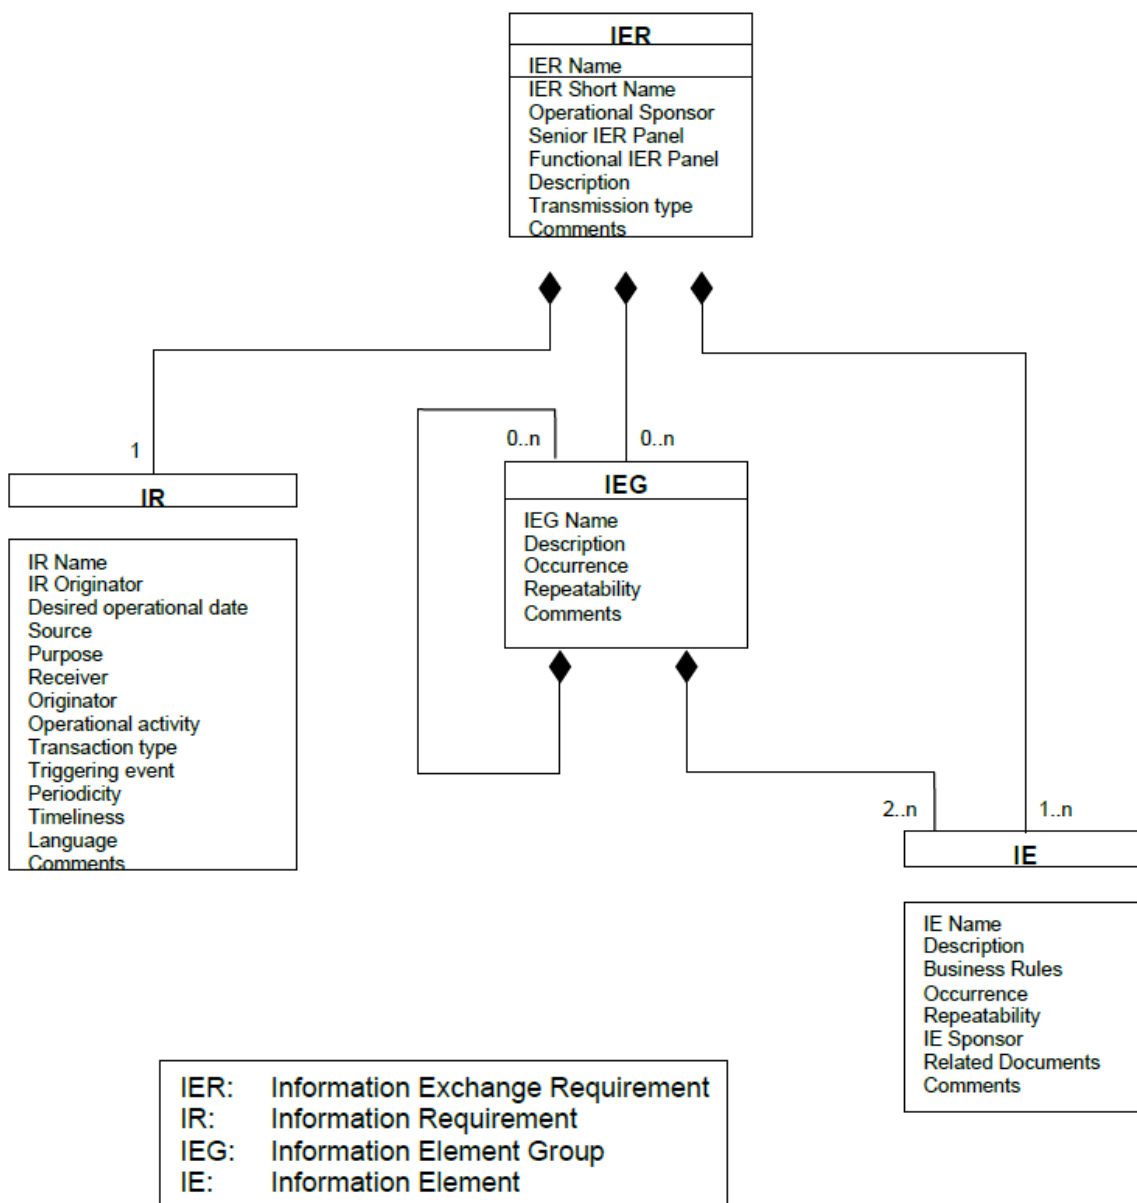 IER
IER Name
IER Short Name
Operational Sponsor
Senior IER Panel
Functional IER Panel
Description
Transmission type
Comments
1
0..n
0..n
IR
IR Name
IR Originator
Desired operational date
Source
Purpose
Receiver
Originator
Operational activity
Transaction type
Triggering event
Periodicity
Timeliness
Language
Comments
IEG
IEG Name
Description
Occurrence
Repeatability
Comments
2..n
1..n
IE
IE Name
Description
Business Rules
Occurrence
Repeatability
IE Sponsor
Related Documents
Comments
IER: Information Exchange Requirement
IR: Information Requirement
IEG: Information Element Group
IE: Information Element